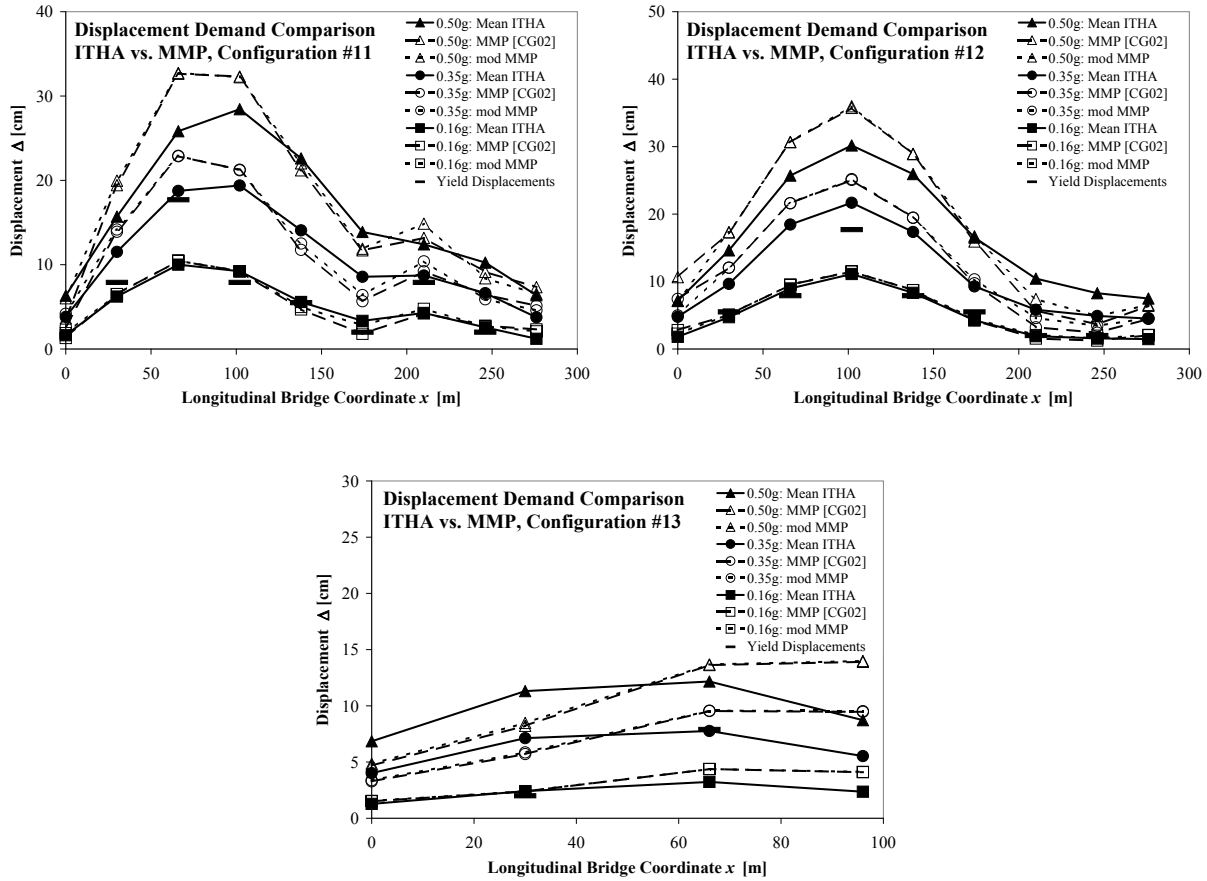 Displacement Demand Comparison
ITHA vs. MMP, Configuration #11
0.50g: Mean ITHA
0.50g: MMP [CG02]
0.50g: mod MMP
0.35g: Mean ITHA
0.35g: MMP [CG02]
0.35g: mod MMP
0.16g: Mean ITHA
0.16g: MMP [CG02]
0.16g: mod MMP
Yield Displacements
Displacement Δ [cm]
40
30
20
10
0
0 50 100 150 200 250 300
Longitudinal Bridge Coordinate x [m]
Displacement Demand Comparison
ITHA vs. MMP, Configuration #12
0.50g: Mean ITHA
0.50g: MMP [CG02]
0.50g: mod MMP
0.35g: Mean ITHA
0.35g: MMP [CG02]
0.35g: mod MMP
0.16g: Mean ITHA
0.16g: MMP [CG02]
0.16g: mod MMP
Yield Displacements
Displacement Δ [cm]
50
40
30
20
10
0
0 50 100 150 200 250 300
Longitudinal Bridge Coordinate x [m]
Displacement Demand Comparison
ITHA vs. MMP, Configuration #13
0.50g: Mean ITHA
0.50g: MMP [CG02]
0.50g: mod MMP
0.35g: Mean ITHA
0.35g: MMP [CG02]
0.35g: mod MMP
0.16g: Mean ITHA
0.16g: MMP [CG02]
0.16g: mod MMP
Yield Displacements
Displacement Δ [cm]
30
25
20
15
10
5
0
0 20 40 60 80 100
Longitudinal Bridge Coordinate x [m]